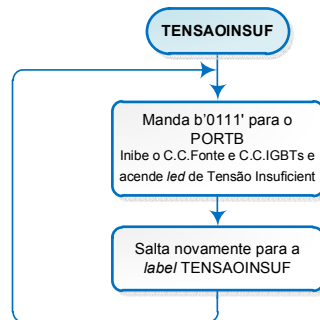 TENSAOINSUF
Manda b'0111' para o
PORTB
Inibe o C.C.Fonte e C.C.IGBTs e
acende led de Tensão Insuficient
Salta novamente para a
label TENSAOINSUF